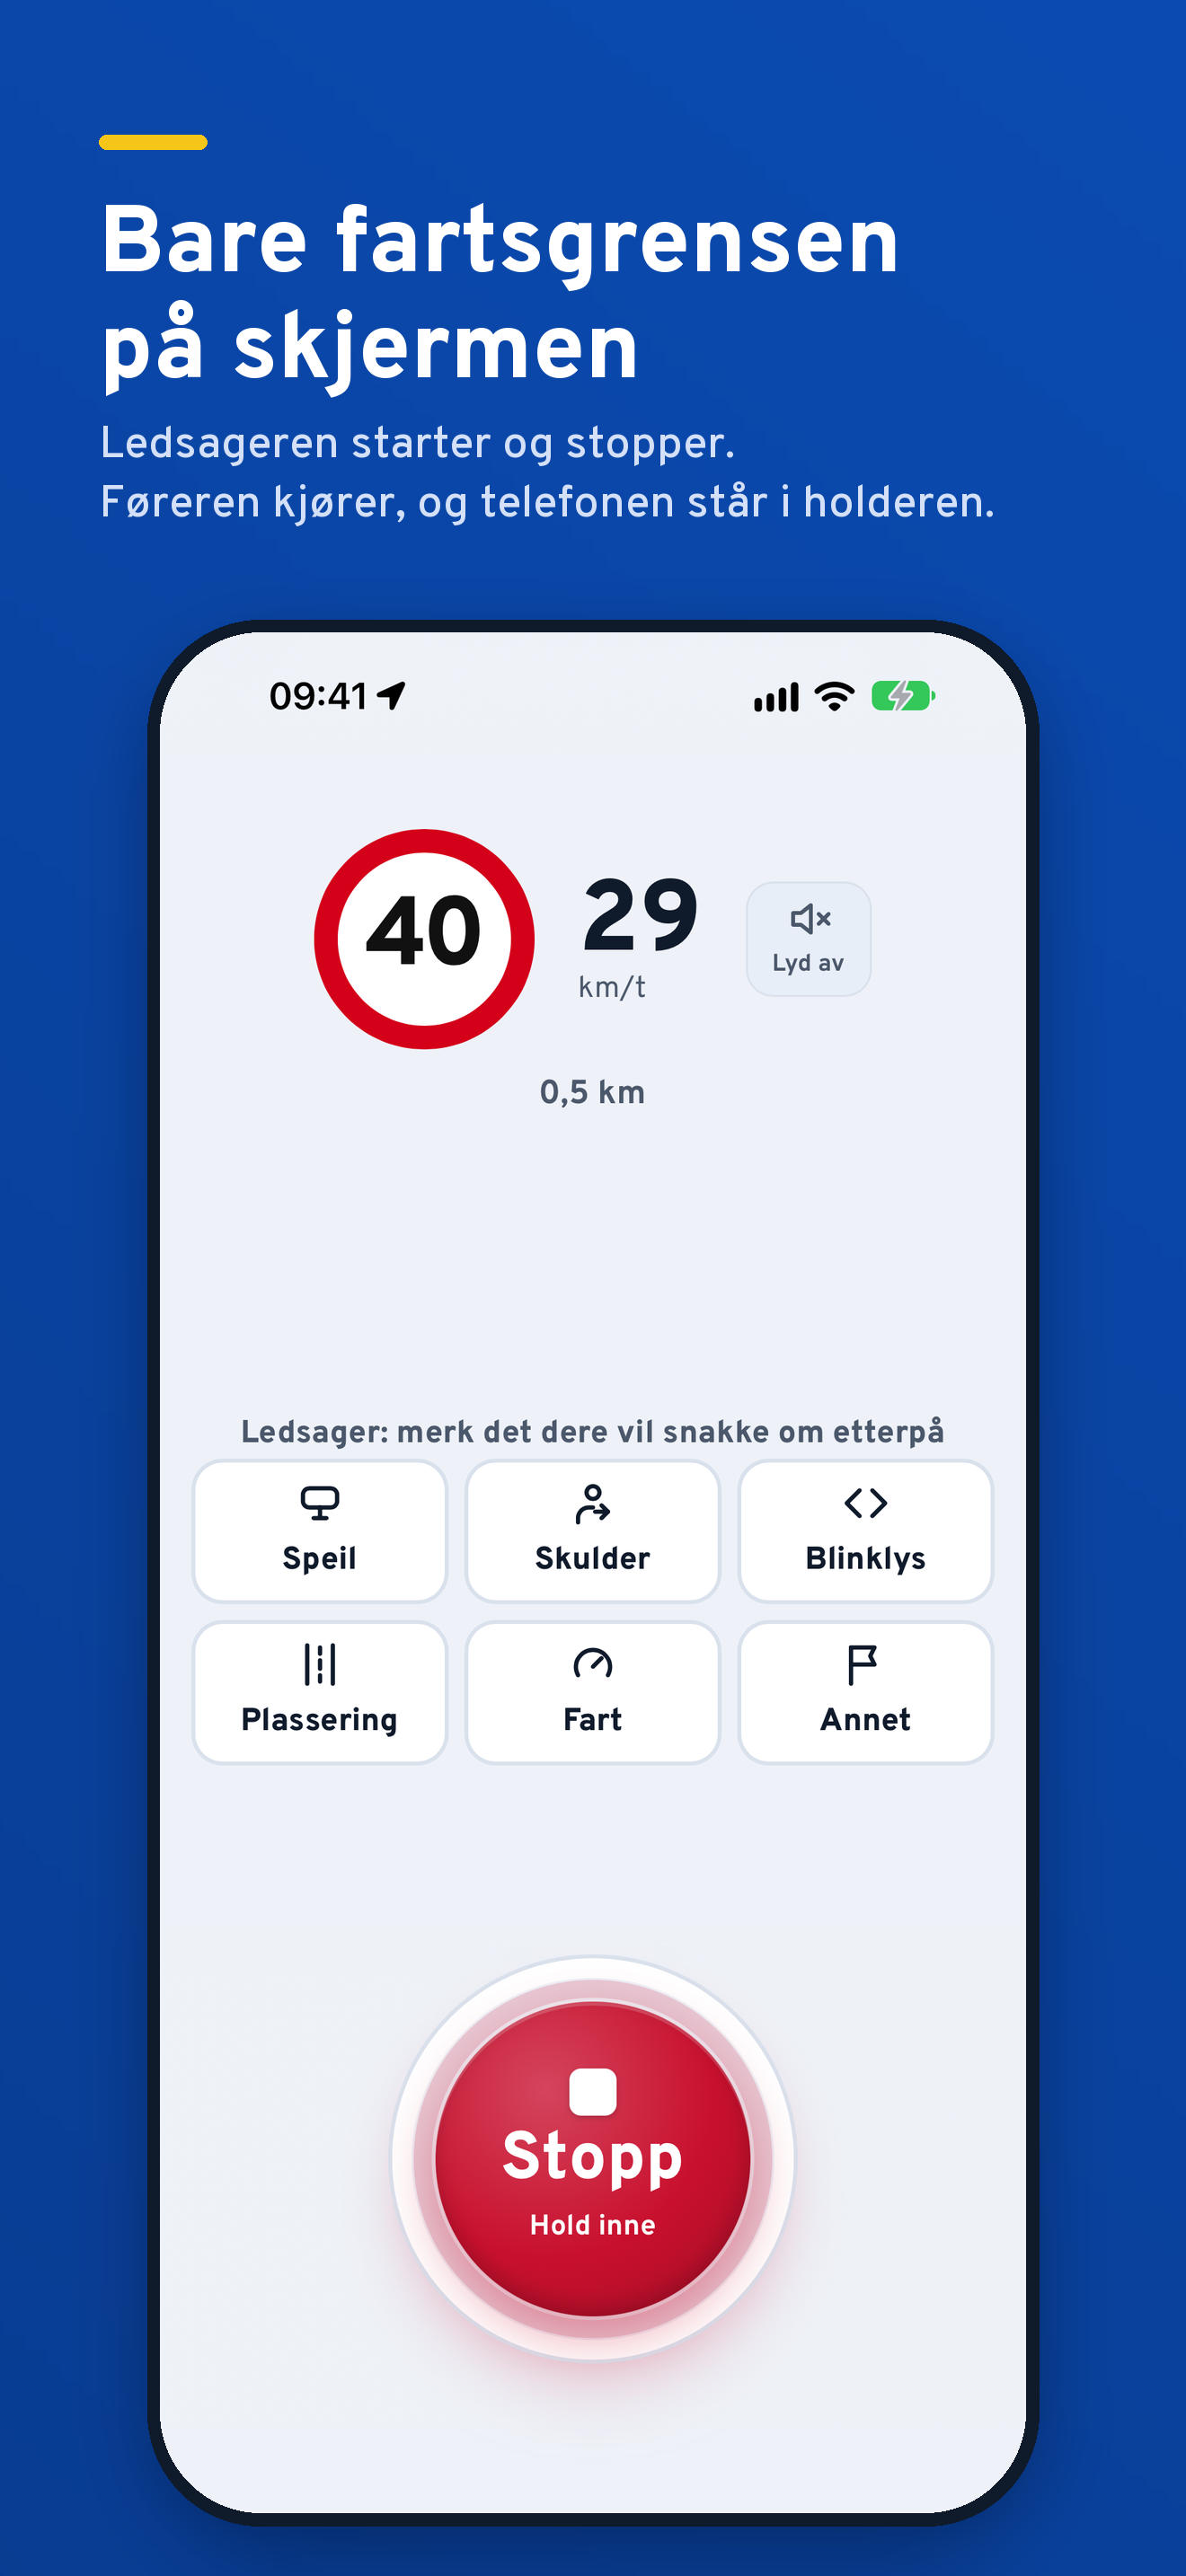 Bare fartsgrensen
på skjermen
Ledsageren starter og stopper.
Føreren kjører, og telefonen står i holderen.
09:41
40
29
km/t
Lyd av
0,5 km
Ledsager: merk det dere vil snakke om etterpå
Speil
Skulder
Blinklys
Plassering
Fart
Annet
Stopp
Hold inne